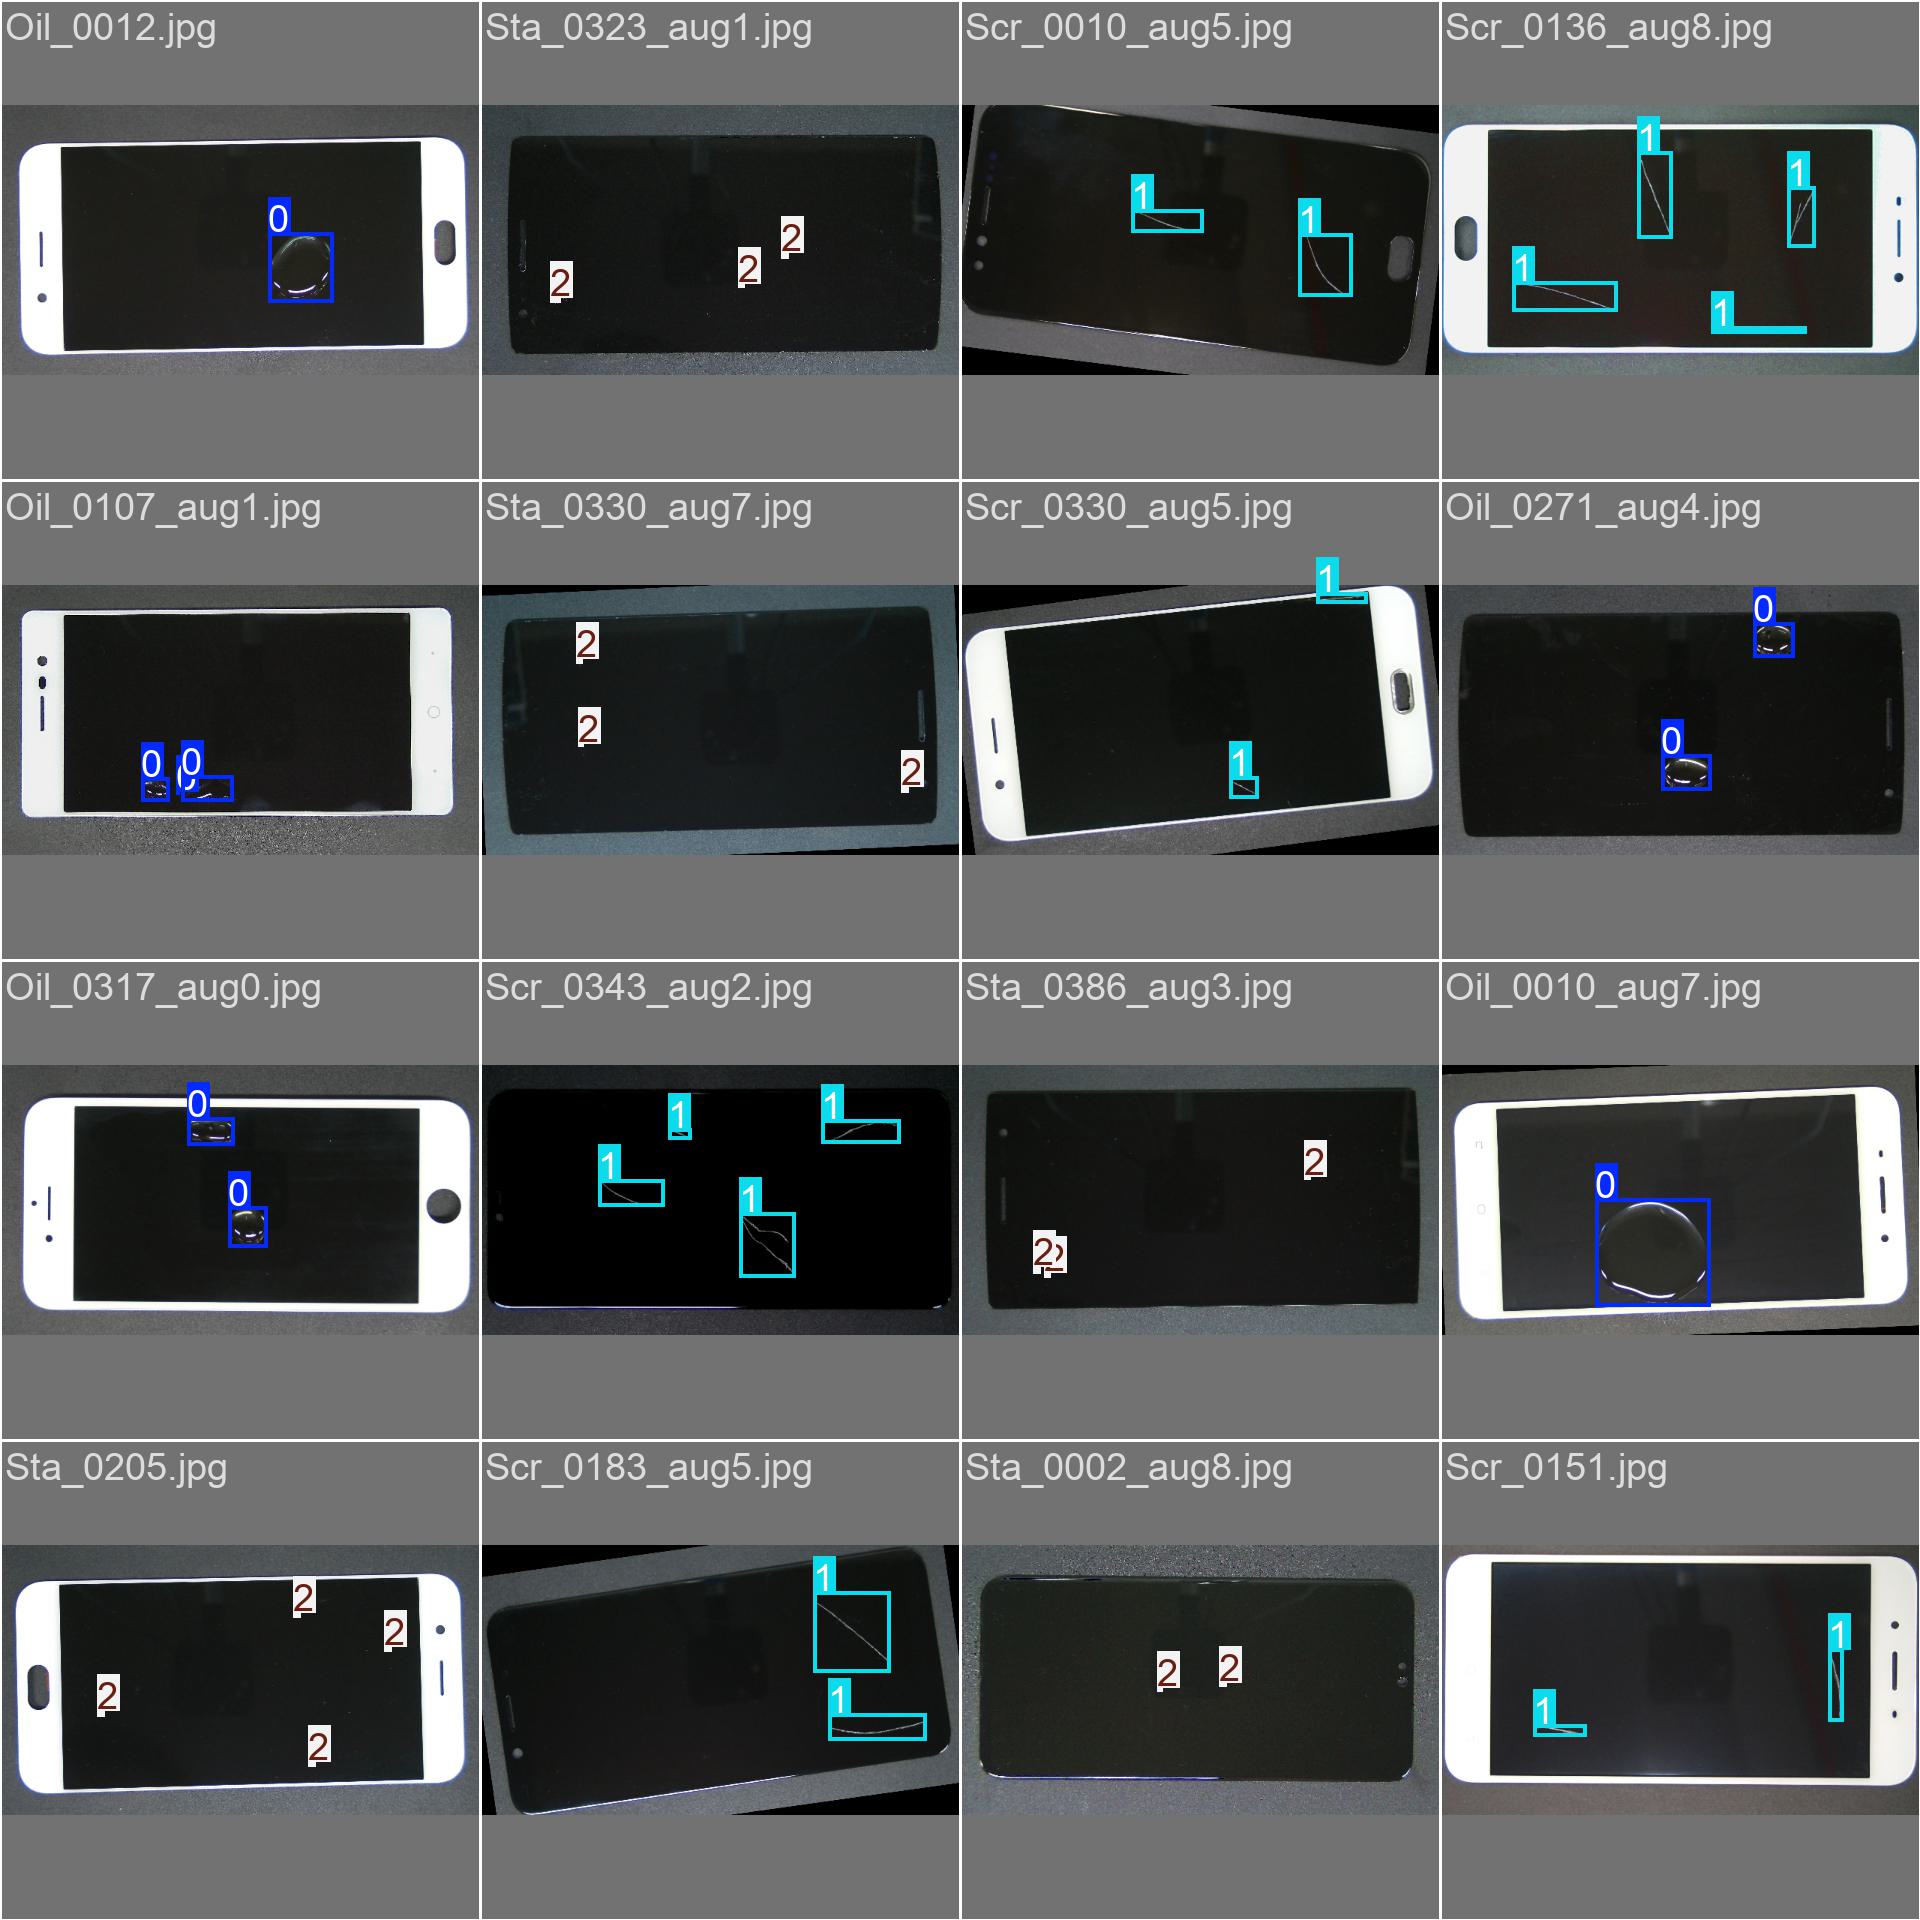 Oil_0012.jpg
0
Sta_0323_aug1.jpg
2
2
2
Scr_0010_aug5.jpg
1
1
Scr_0136_aug8.jpg
1
1
1
1
Oil_0107_aug1.jpg
0
0
0
Sta_0330_aug7.jpg
2
2
2
Scr_0330_aug5.jpg
1
1
Oil_0271_aug4.jpg
0
0
Oil_0317_aug0.jpg
0
0
Scr_0343_aug2.jpg
1
1
1
1
Sta_0386_aug3.jpg
2
2
2
Oil_0010_aug7.jpg
0
Sta_0205.jpg
2
2
2
2
Scr_0183_aug5.jpg
1
1
Sta_0002_aug8.jpg
2
2
Scr_0151.jpg
1
1